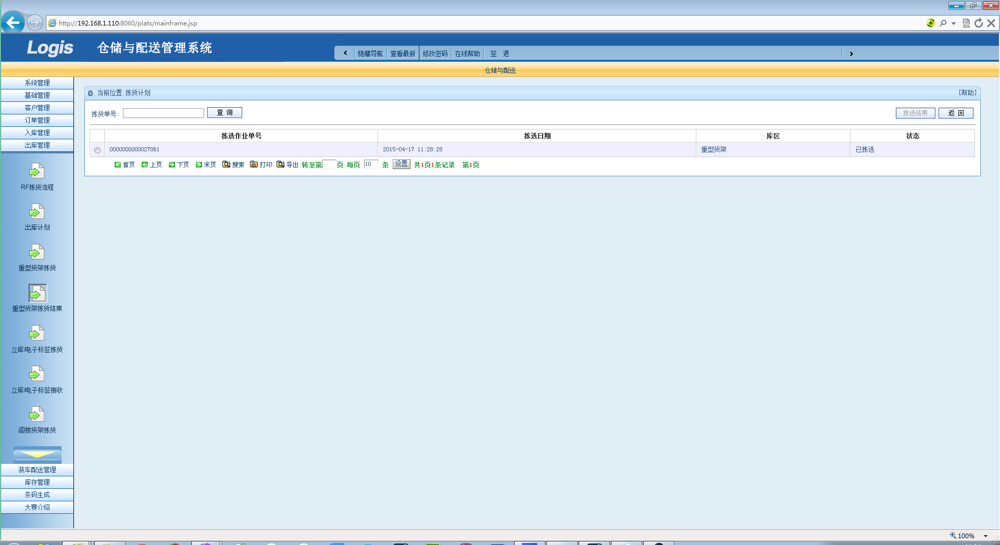 http://192.168.1.110:8060/plats/mainframe.jsp
Logis 仓储与配送管理系统
隐藏导航 查看最新 修改密码 在线帮助 签 退
仓储与配送
系统管理
基础管理
客户管理
订单管理
入库管理
出库管理
RF拣货流程
出库计划
重型货架拣货
重型货架拣货结果
立库/电子标签拣货
立库/电子标签接收
阁楼货架拣货
装车配送管理
库存管理
条码生成
大赛介绍
当前位置:拣货计划 [帮助]
拣货单号: 查 询 拣选结果 返 回
拣选作业单号 拣选日期 库区 状态
0000000000027061 2015-04-17 11:28:28 重型货架 已拣选
首页 上页 下页 末页 搜索 打印 导出 转至第 页 每页 10 条 设置 共1页1条记录 第1页
100%